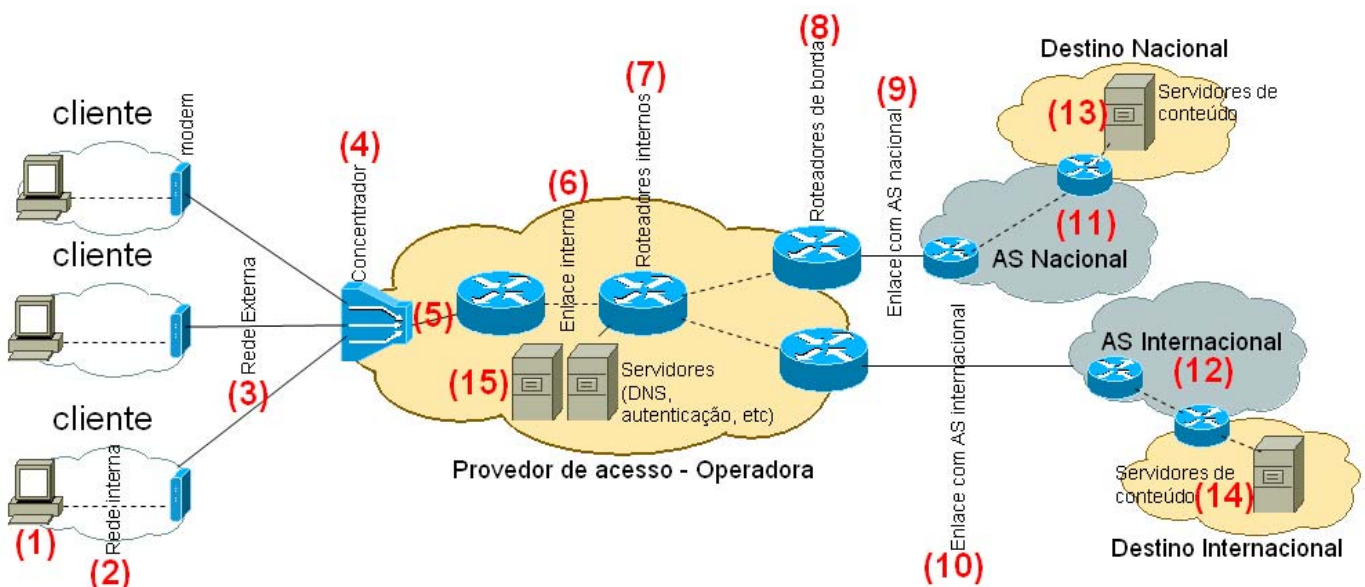 cliente
modem
cliente
cliente
(1)
Rede interna
(2)
Rede Externa
(3)
(4)
Concentrador
(5)
(6)
Enlace interno
(7)
Roteadores internos
(15)
Servidores
(DNS,
autenticação, etc)
Provedor de acesso - Operadora
(8)
Roteadores de borda
(9)
Enlace com AS nacional
Enlace com AS internacional
(10)
Destino Nacional
(13)
Servidores de
conteúdo
(11)
AS Nacional
AS Internacional
(12)
Servidores de
conteúdo
(14)
Destino Internacional